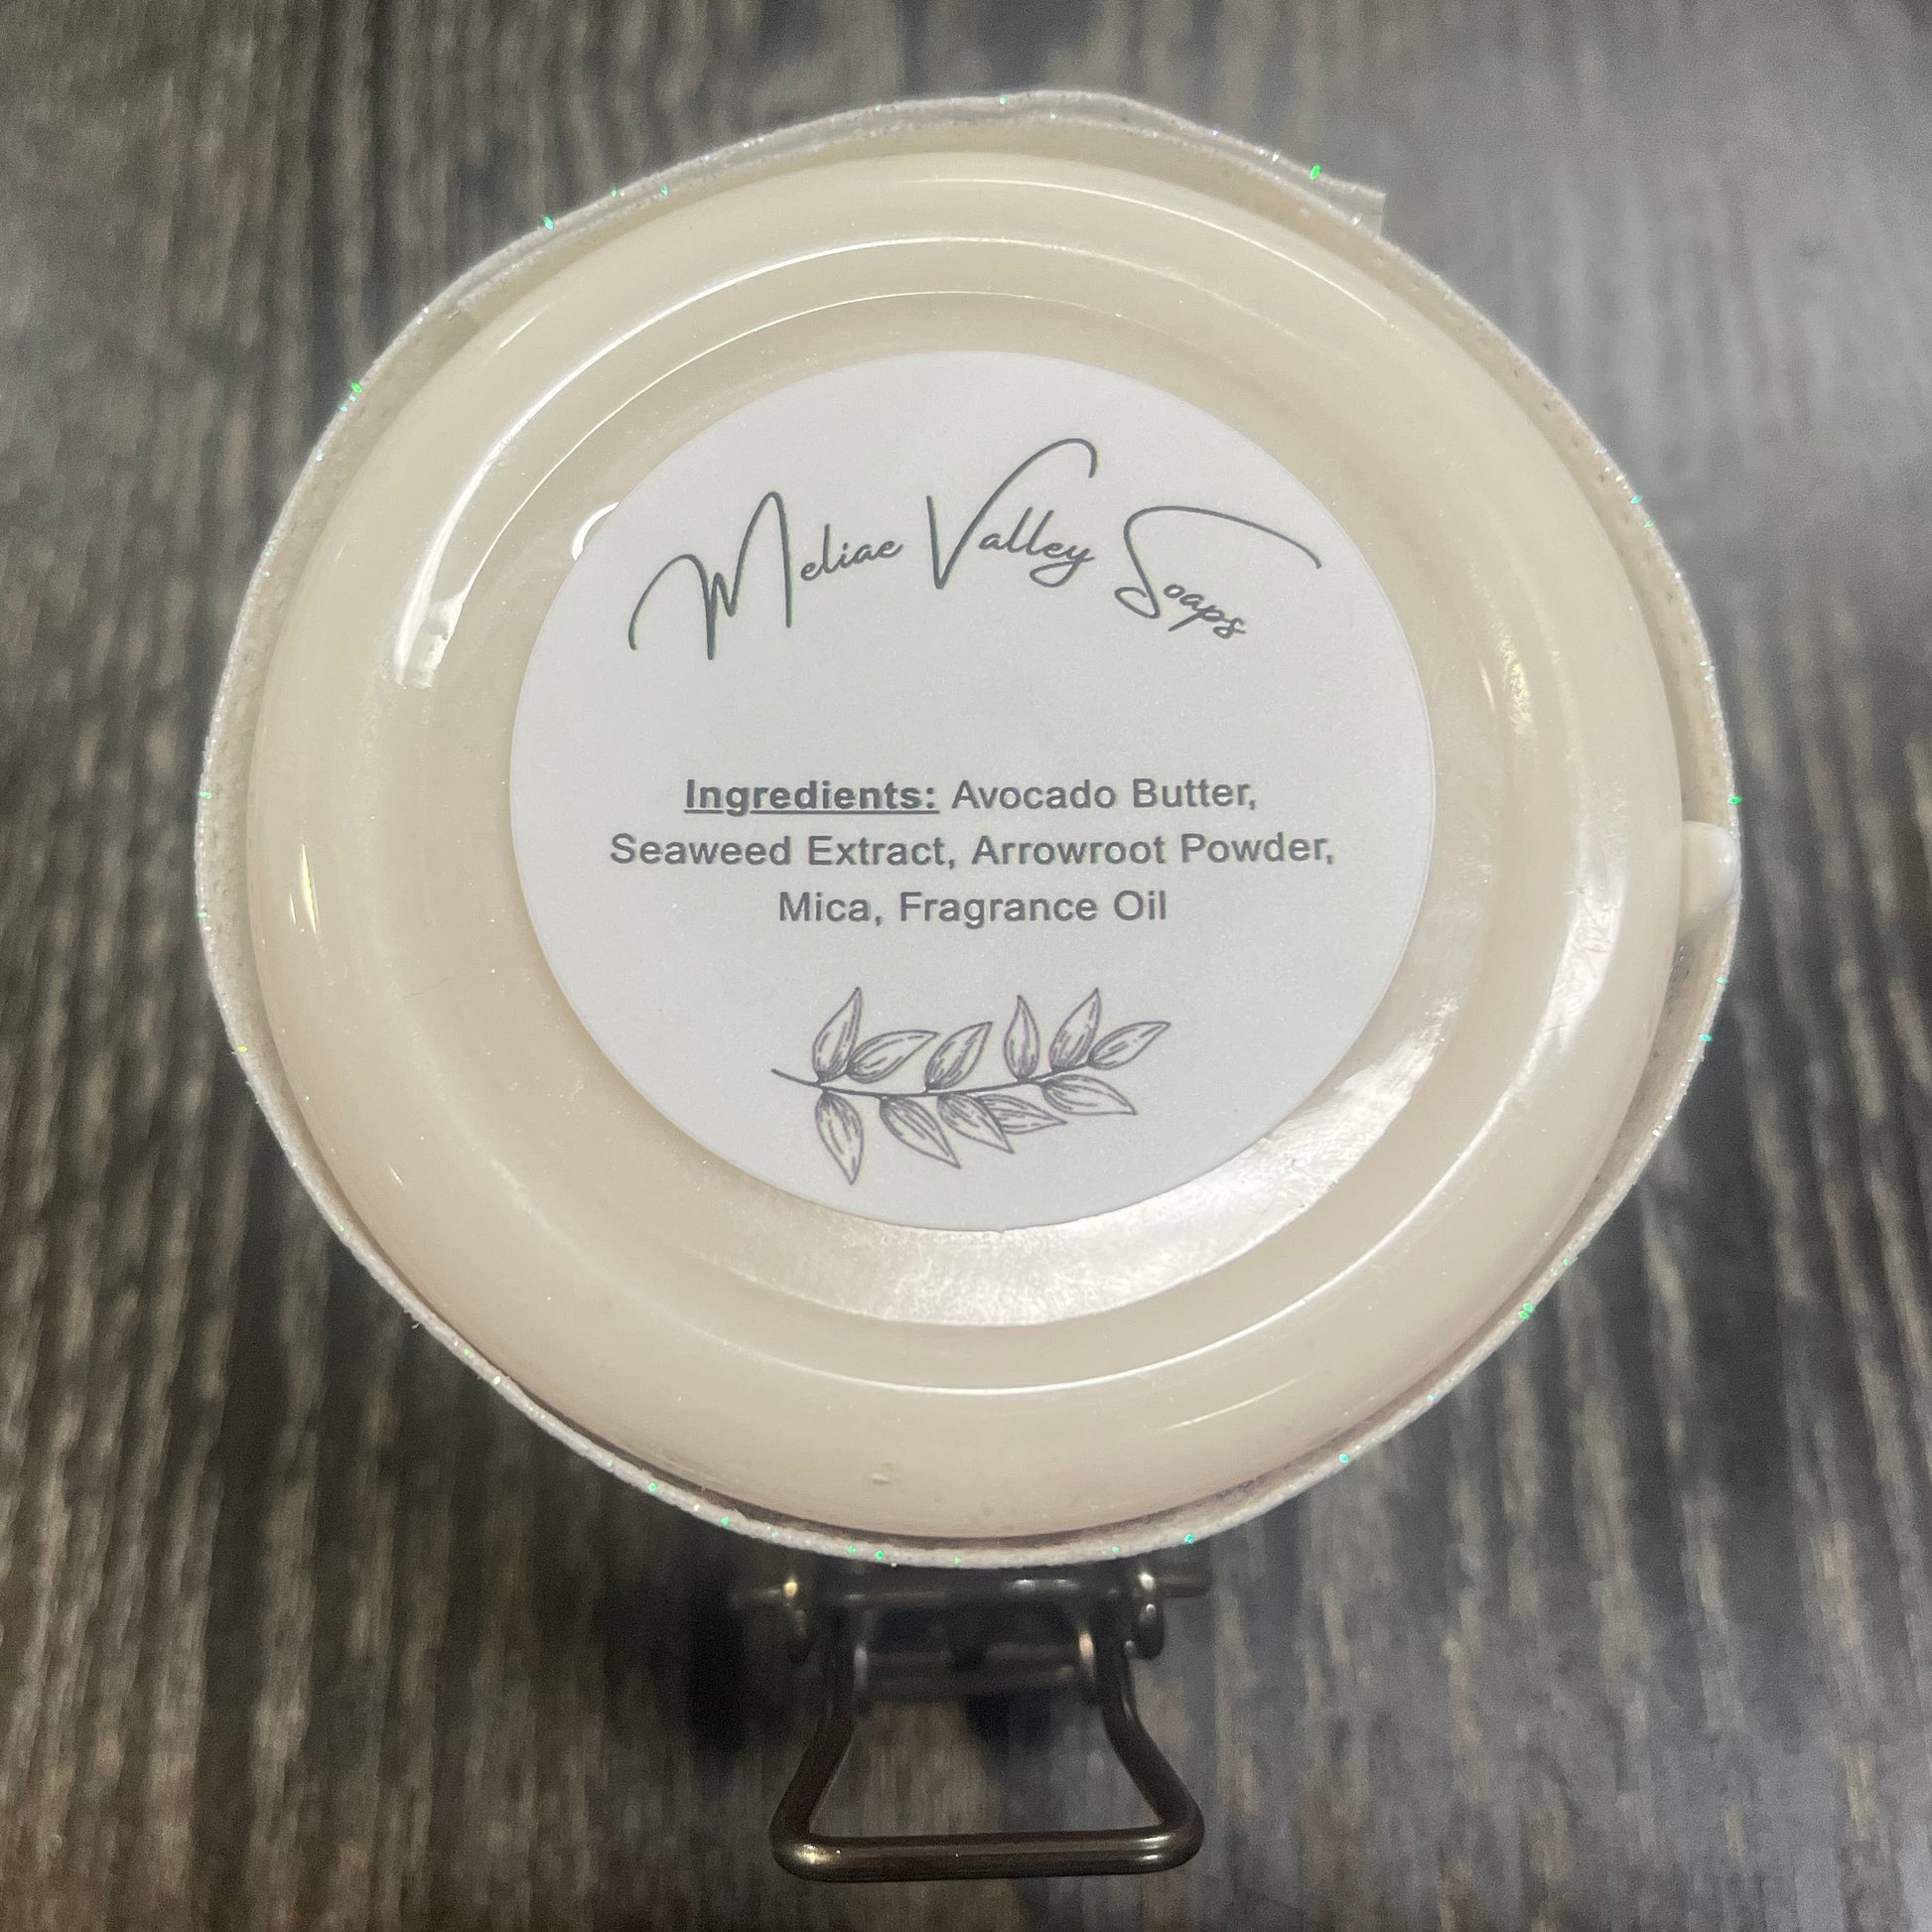 Meliae Valley Soaps
Ingredients: Avocado Butter,
Seaweed Extract, Arrowroot Powder,
Mica, Fragrance Oil